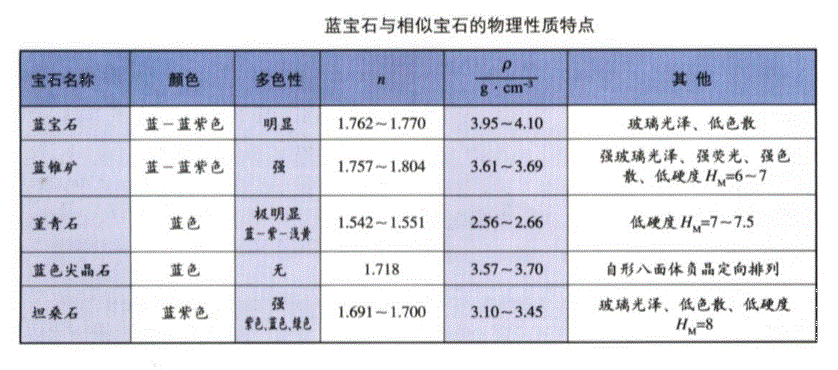 蓝宝石与相似宝石的物理性质特点
宝石名称 颜色 多色性 n ρ / g·cm⁻³ 其他
蓝宝石 蓝－蓝紫色 明显 1.762～1.770 3.95～4.10 玻璃光泽、低色散
蓝锥矿 蓝－蓝紫色 强 1.757～1.804 3.61～3.69 强玻璃光泽、强荧光、强色
散、低硬度 HM=6～7
堇青石 蓝色 极明显 1.542～1.551 2.56～2.66 低硬度 HM=7～7.5
蓝－紫－浅黄
蓝色尖晶石 蓝色 无 1.718 3.57～3.70 自形八面体负晶定向排列
坦桑石 蓝紫色 强 1.691～1.700 3.10～3.45 玻璃光泽、低色散、低硬度
紫色、蓝色、绿色 HM=8